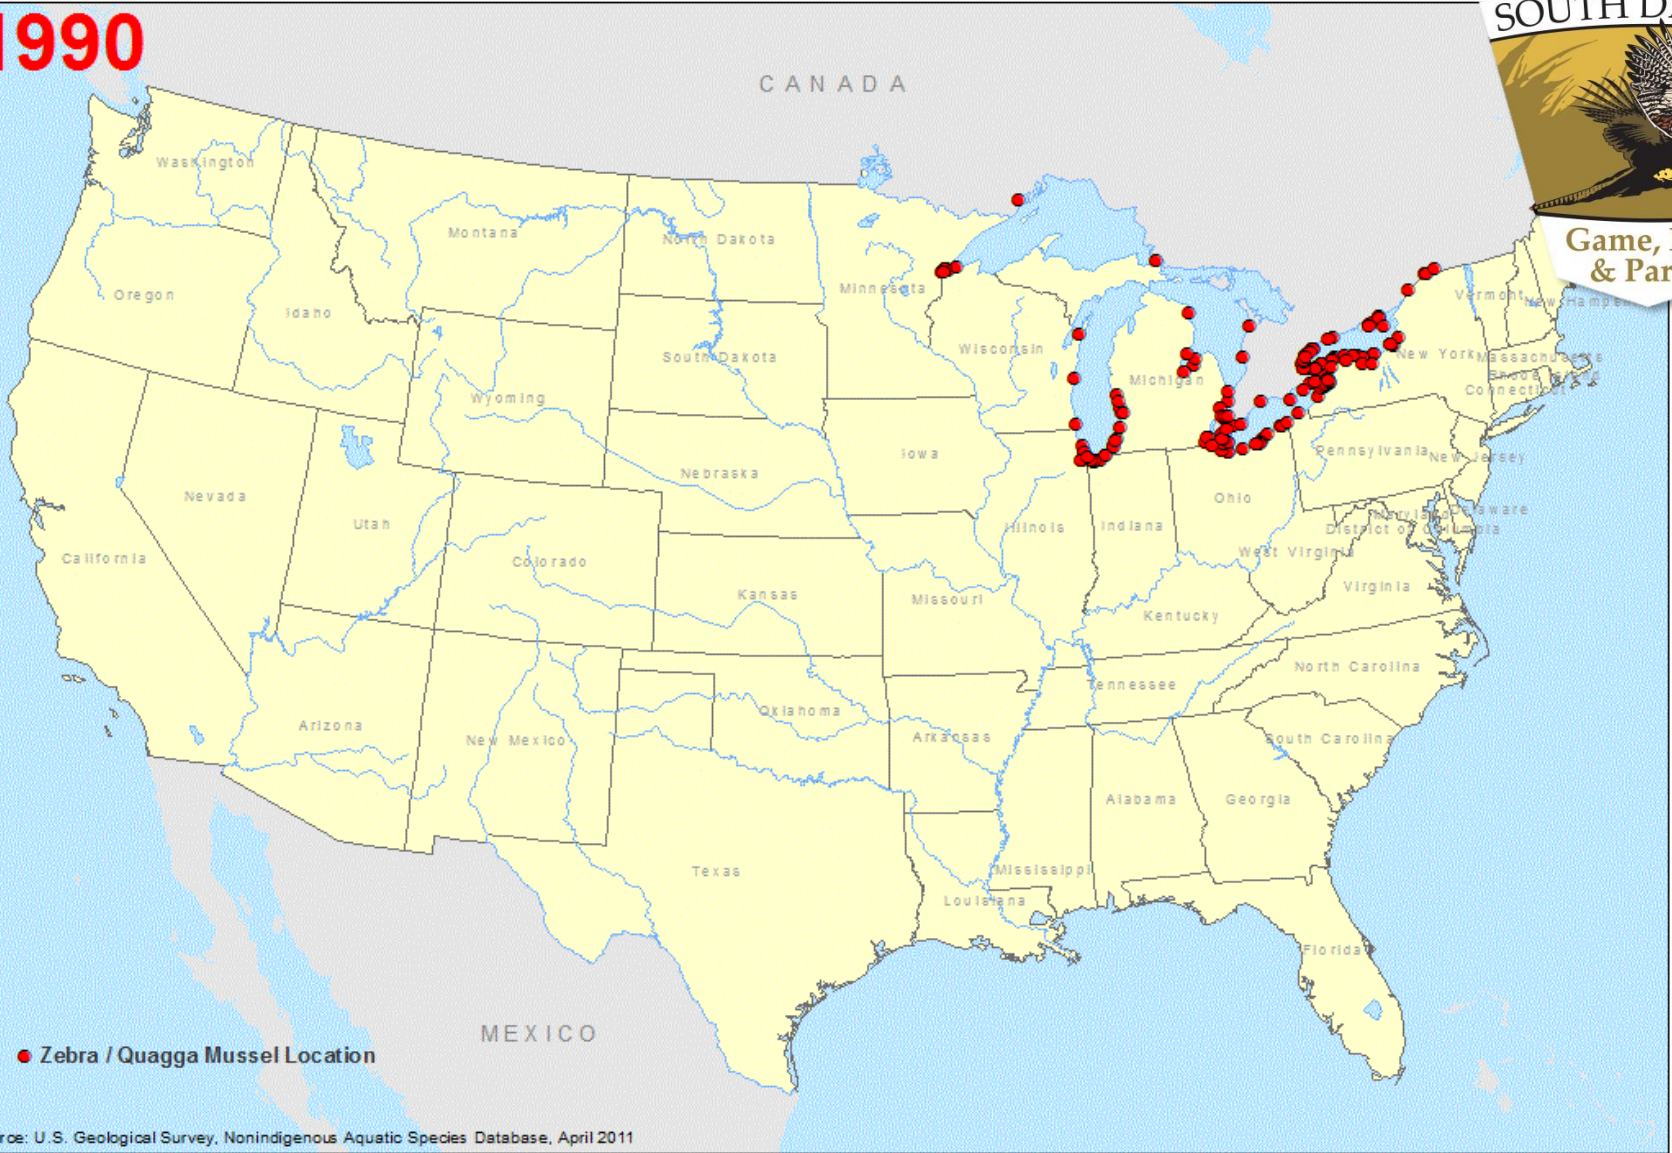 1990
SOUTH
CANADA
Game,
& Par
Washington
Montana
North Dakota
Minnesota
Oregon
Idaho
Vermont
New Hamps
South Dakota
Wisconsin
Michigan
New York
Massachusetts
Rhode Island
Connecticut
Wyoming
Iowa
Pennsylvania
New Jersey
Nebraska
Nevada
Utah
Illinois
Indiana
Ohio
Maryland
Delaware
District of Columbia
California
Colorado
West Virginia
Kansas
Missouri
Virginia
Kentucky
North Carolina
Tennessee
Arizona
New Mexico
Oklahoma
Arkansas
South Carolina
Alabama
Georgia
Texas
Mississippi
Louisiana
Florida
MEXICO
Zebra / Quagga Mussel Location
rce: U.S. Geological Survey, Nonindigenous Aquatic Species Database, April 2011